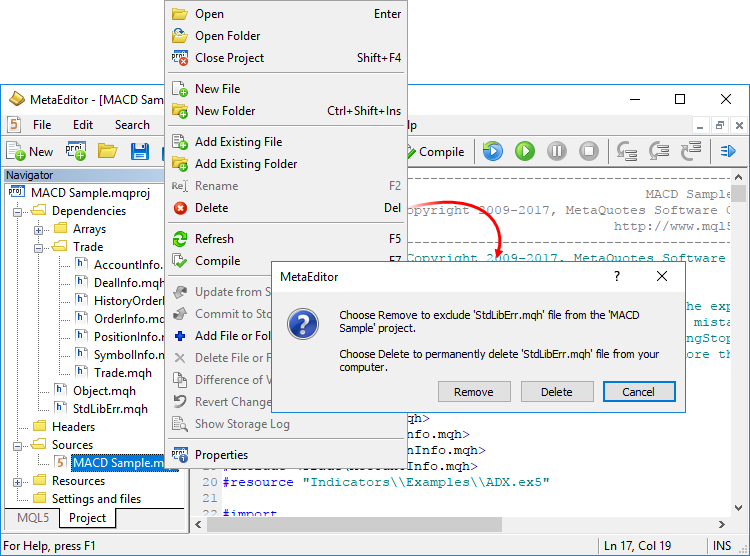 Open Enter
Open Folder
Close Project Shift+F4
New File
New Folder Ctrl+Shift+Ins
Add Existing File
Add Existing Folder
Rename F2
Delete Del
Refresh F5
Compile F7
Update from S
Commit to Sto
Add File or Fol
Delete File or F
Difference of W
Revert Change
Show Storage Log
Properties
MetaEditor - [MACD Sam
5 File Edit Search lp
New Compile
Navigator
MACD Sample.mqproj
Dependencies
Arrays
Trade
AccountInfo.m
DealInfo.mqh
HistoryOrderI
OrderInfo.mq
PositionInfo.m
SymbolInfo.m
Trade.mqh
Object.mqh
StdLibErr.mqh
Headers
Sources
MACD Sample.m
Resources
Settings and files
MQL5 Project
MACD Sampl
opyright 2009-2017, MetaQuotes Software C
http://www.mql5
Copyright 2009-2017, MetaQuotes Software
he exp
mista
ngStop
ore th
MetaEditor ?
Choose Remove to exclude 'StdLibErr.mqh' file from the 'MACD
Sample' project.
Choose Delete to permanently delete 'StdLibErr.mqh' file from your
computer.
Remove Delete Cancel
.mqh>
nfo.mqh>
nInfo.mqh>
Info.mqh>
20 #resource "Indicators\\Examples\\ADX.ex5"
21
22 #import
For Help, press F1 Ln 17, Col 19 INS